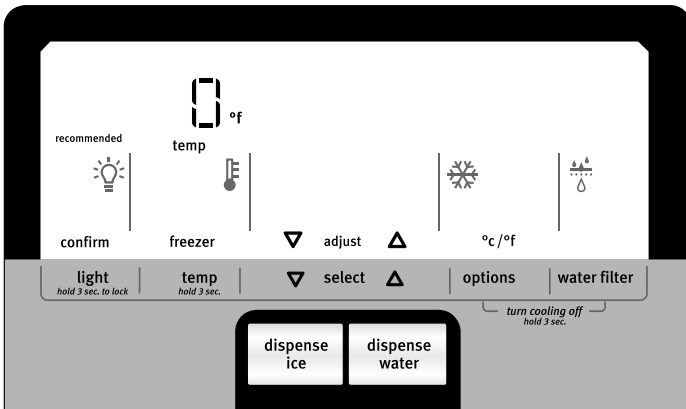 0 °f
recommended
temp
confirm freezer adjust °c/°f
light temp select options water filter
hold 3 sec. to lock hold 3 sec.
turn cooling off
hold 3 sec.
dispense ice
dispense water